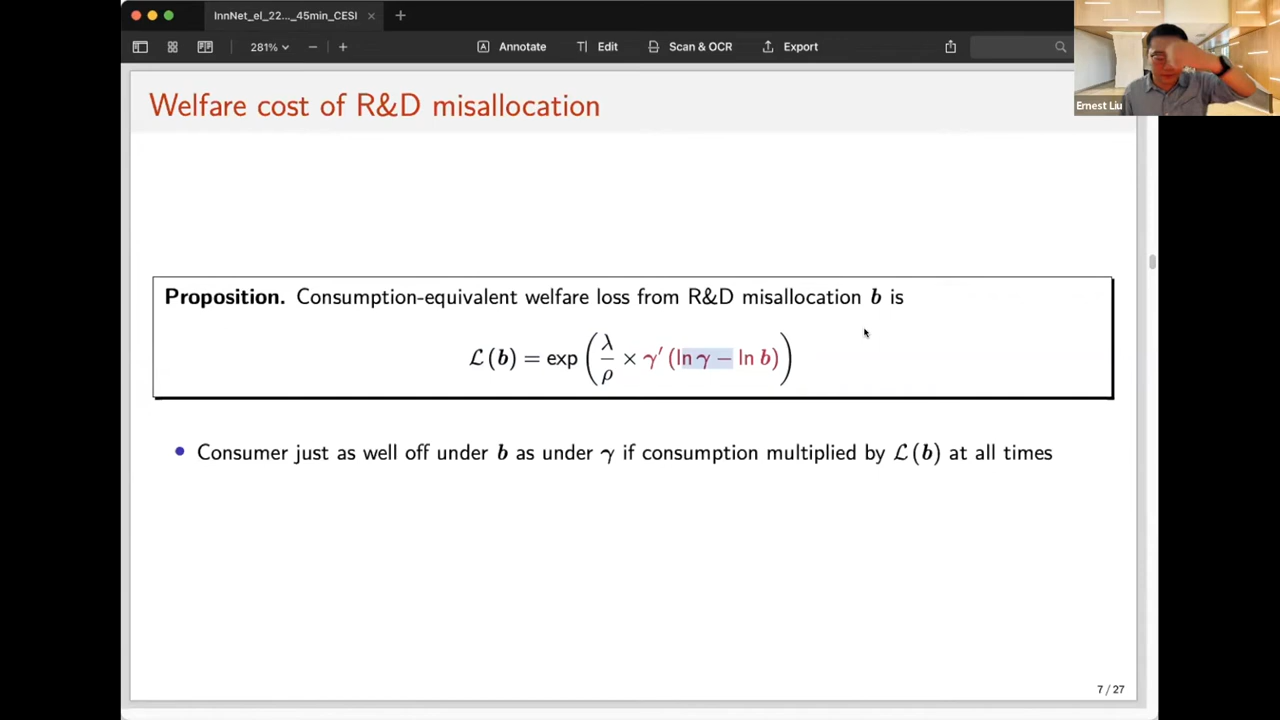 InnNet_el_22..._45min_CESI
281%
Annotate
Edit
Scan & OCR
Export
Ernest Liu
Welfare cost of R&D misallocation
Proposition. Consumption-equivalent welfare loss from R&D misallocation b is
ℒ(b) = exp(λ/ρ × γ′(ln γ − ln b))
• Consumer just as well off under b as under γ if consumption multiplied by ℒ(b) at all times
7 / 27